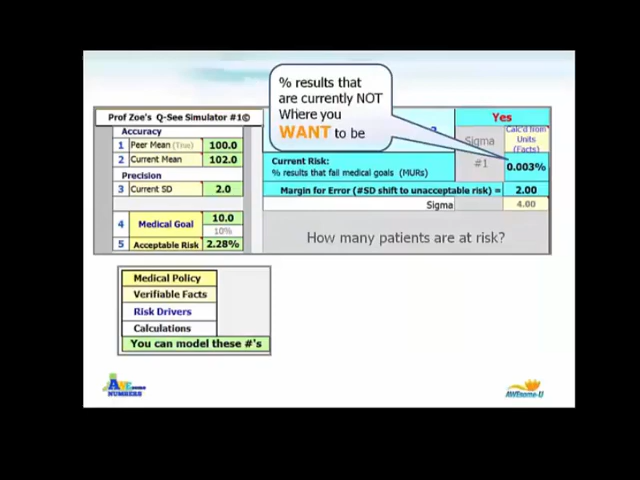 % results that
are currently NOT
Where you
WANT to be
Prof Zoe's Q-See Simulator #1©
Yes
Accuracy
1 Peer Mean (True) 100.0
2 Current Mean 102.0
Precision
3 Current SD 2.0
4 Medical Goal 10.0
10%
5 Acceptable Risk 2.28%
Sigma
#1
Calc'd from
Units
(Facts)
Current Risk:
% results that fail medical goals (MURs)
0.003%
Margin for Error (#SD shift to unacceptable risk) = 2.00
Sigma 4.00
How many patients are at risk?
Medical Policy
Verifiable Facts
Risk Drivers
Calculations
You can model these #'s
NUMBERS
AWEsome-U